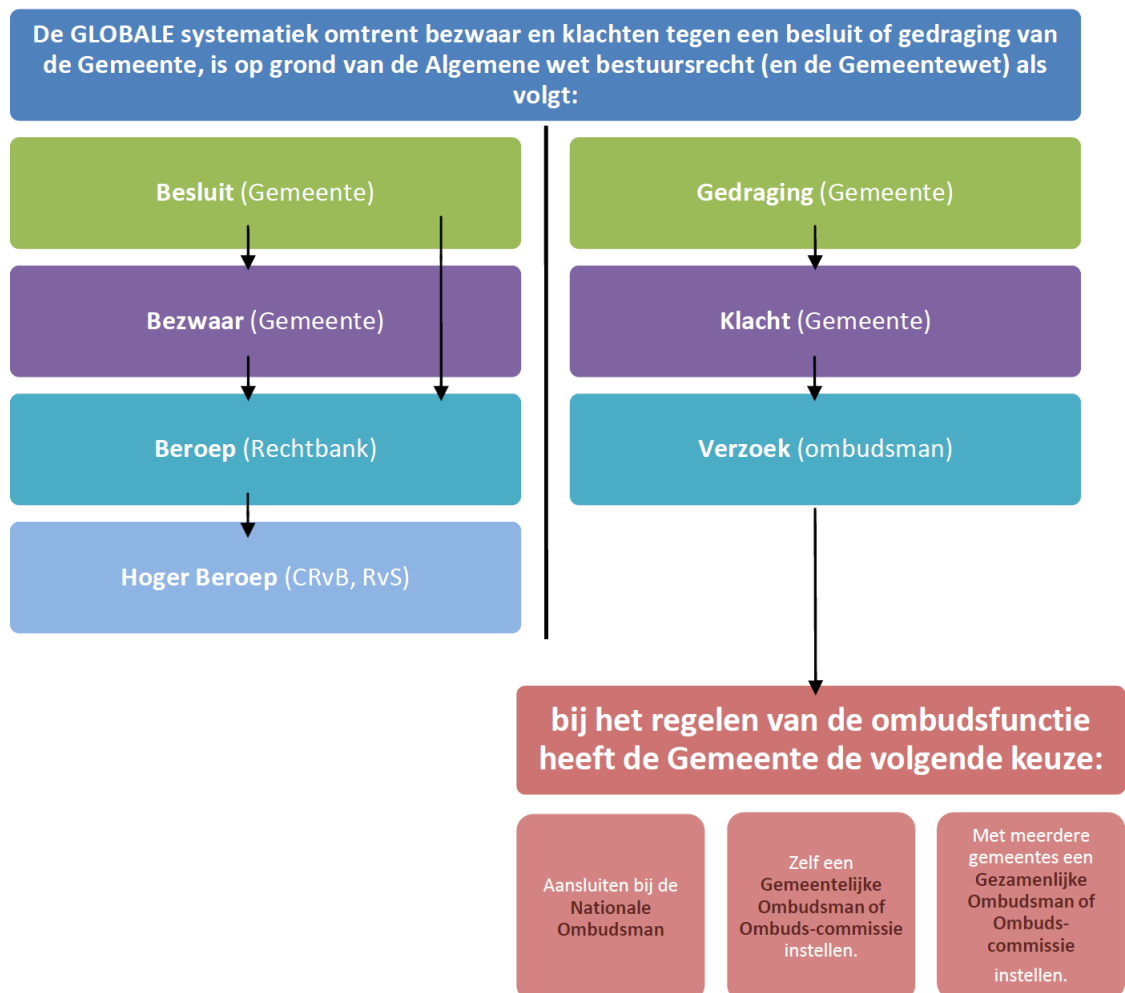 De GLOBALE systematiek omtrent bezwaar en klachten tegen een besluit of gedraging van
de Gemeente, is op grond van de Algemene wet bestuursrecht (en de Gemeentewet) als
volgt:
Besluit (Gemeente)
Bezwaar (Gemeente)
Beroep (Rechtbank)
Hoger Beroep (CRvB, RvS)
Gedraging (Gemeente)
Klacht (Gemeente)
Verzoek (ombudsman)
bij het regelen van de ombudsfunctie
heeft de Gemeente de volgende keuze:
Aansluiten bij de
Nationale
Ombudsman
Zelf een
Gemeentelijke
Ombudsman of
Ombuds-commissie
instellen.
Met meerdere
gemeentes een
Gezamenlijke
Ombudsman of
Ombuds-
commissie
instellen.